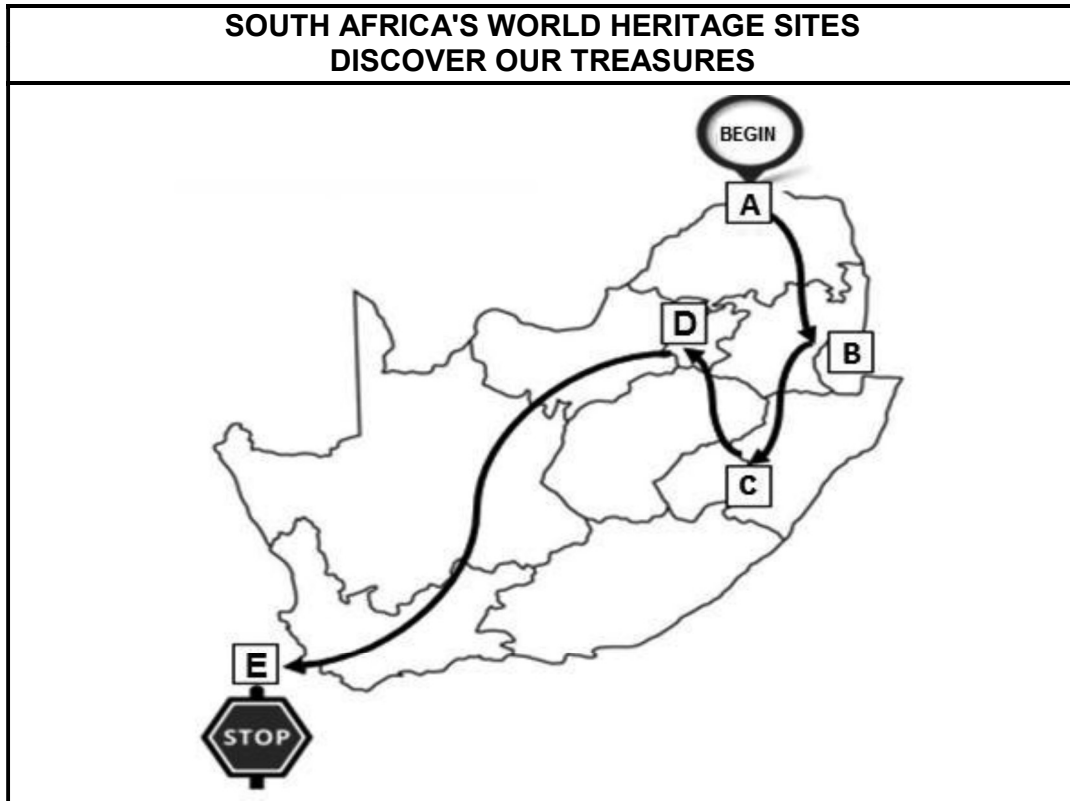 SOUTH AFRICA'S WORLD HERITAGE SITES
DISCOVER OUR TREASURES
BEGIN
A
D
B
C
E
STOP